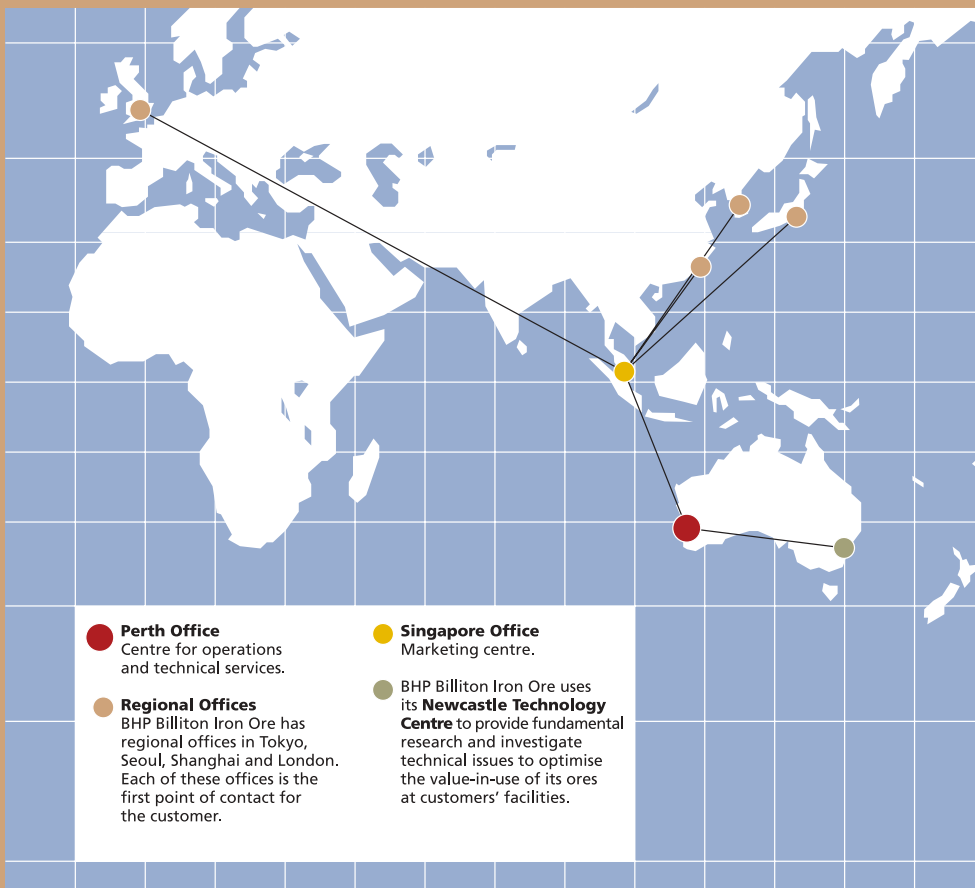 Perth Office
Centre for operations
and technical services.
Regional Offices
BHP Billiton Iron Ore has
regional offices in Tokyo,
Seoul, Shanghai and London.
Each of these offices is the
first point of contact for
the customer.
Singapore Office
Marketing centre.
BHP Billiton Iron Ore uses
its Newcastle Technology
Centre to provide fundamental
research and investigate
technical issues to optimise
the value-in-use of its ores
at customers’ facilities.